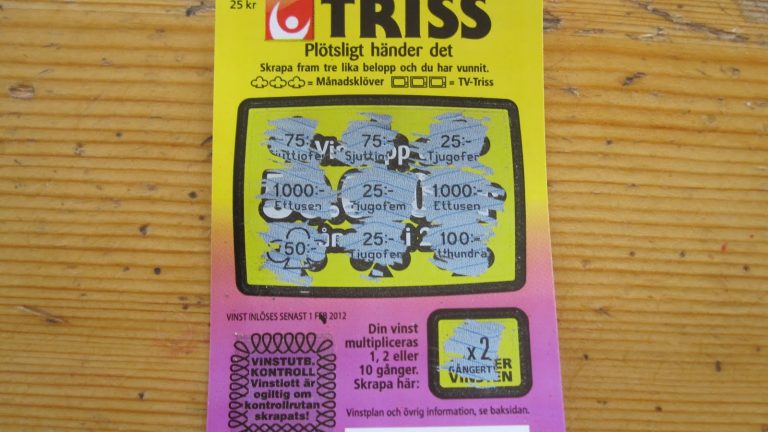 25 kr
TRISS
Plötsligt händer det
Skrapa fram tre lika belopp och du har vunnit.
= Månadsklöver = TV-Triss
75:- 75:- 25:-
Sjuttio Tjugofem
1000:- 25:- 1000:-
Ettusen Tjugofem Ettusen
50:- 25:- 100:-
Tjugofem Etthundra
VINST INLÖSES SENAST 1 FEB 2012
VINSTUTB.
KONTROLL
Vinstlott är
ogiltig om
kontrollrutan
skrapats!
Din vinst
multipliceras
1, 2 eller
10 gånger.
Skrapa här:
x2
GÅNGER
VINSTEN
Vinstplan och övrig information, se baksidan.